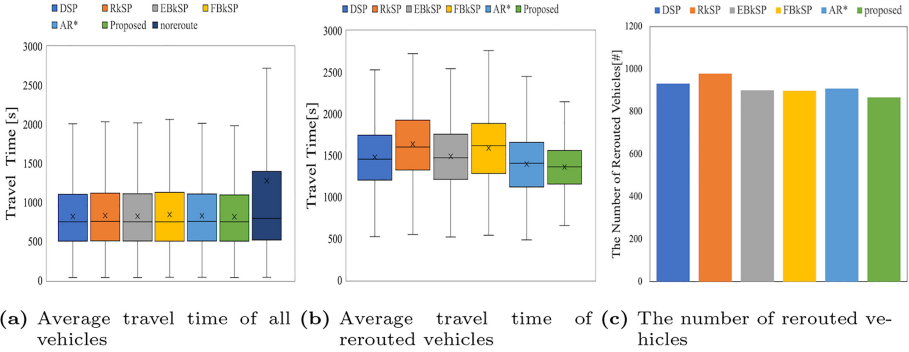 DSP RkSP EBkSP FBkSP
AR* Proposed noreroute
3000
2500
2000
1500
1000
500
0
Travel Time [s]
(a) Average travel time of all
vehicles
DSP RkSP EBkSP FBkSP AR* Proposed
3000
2500
2000
1500
1000
500
0
Travel Time[s]
(b) Average travel time of
rerouted vehicles
DSP RkSP EBkSP FBkSP AR* proposed
1200
1000
800
600
400
200
0
The Number of Rerouted Vehicles[#]
(c) The number of rerouted ve-
hicles